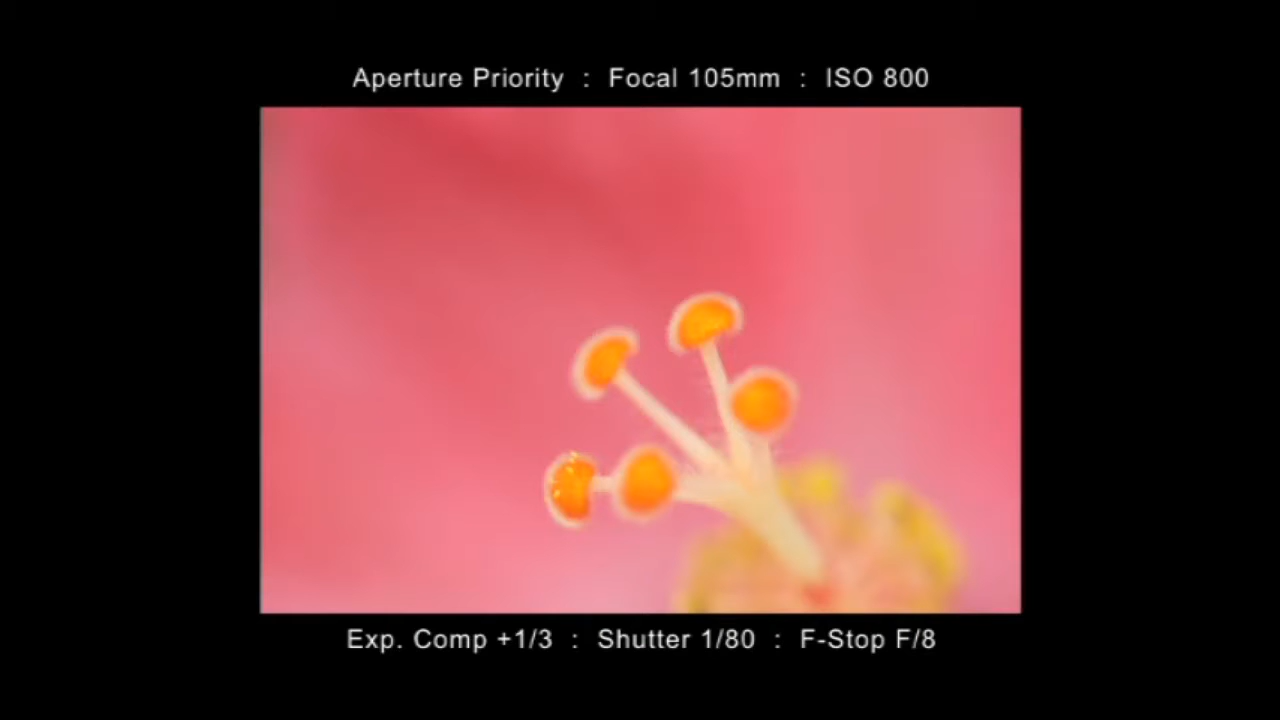 Aperture Priority : Focal 105mm : ISO 800
Exp. Comp +1/3 : Shutter 1/80 : F-Stop F/8